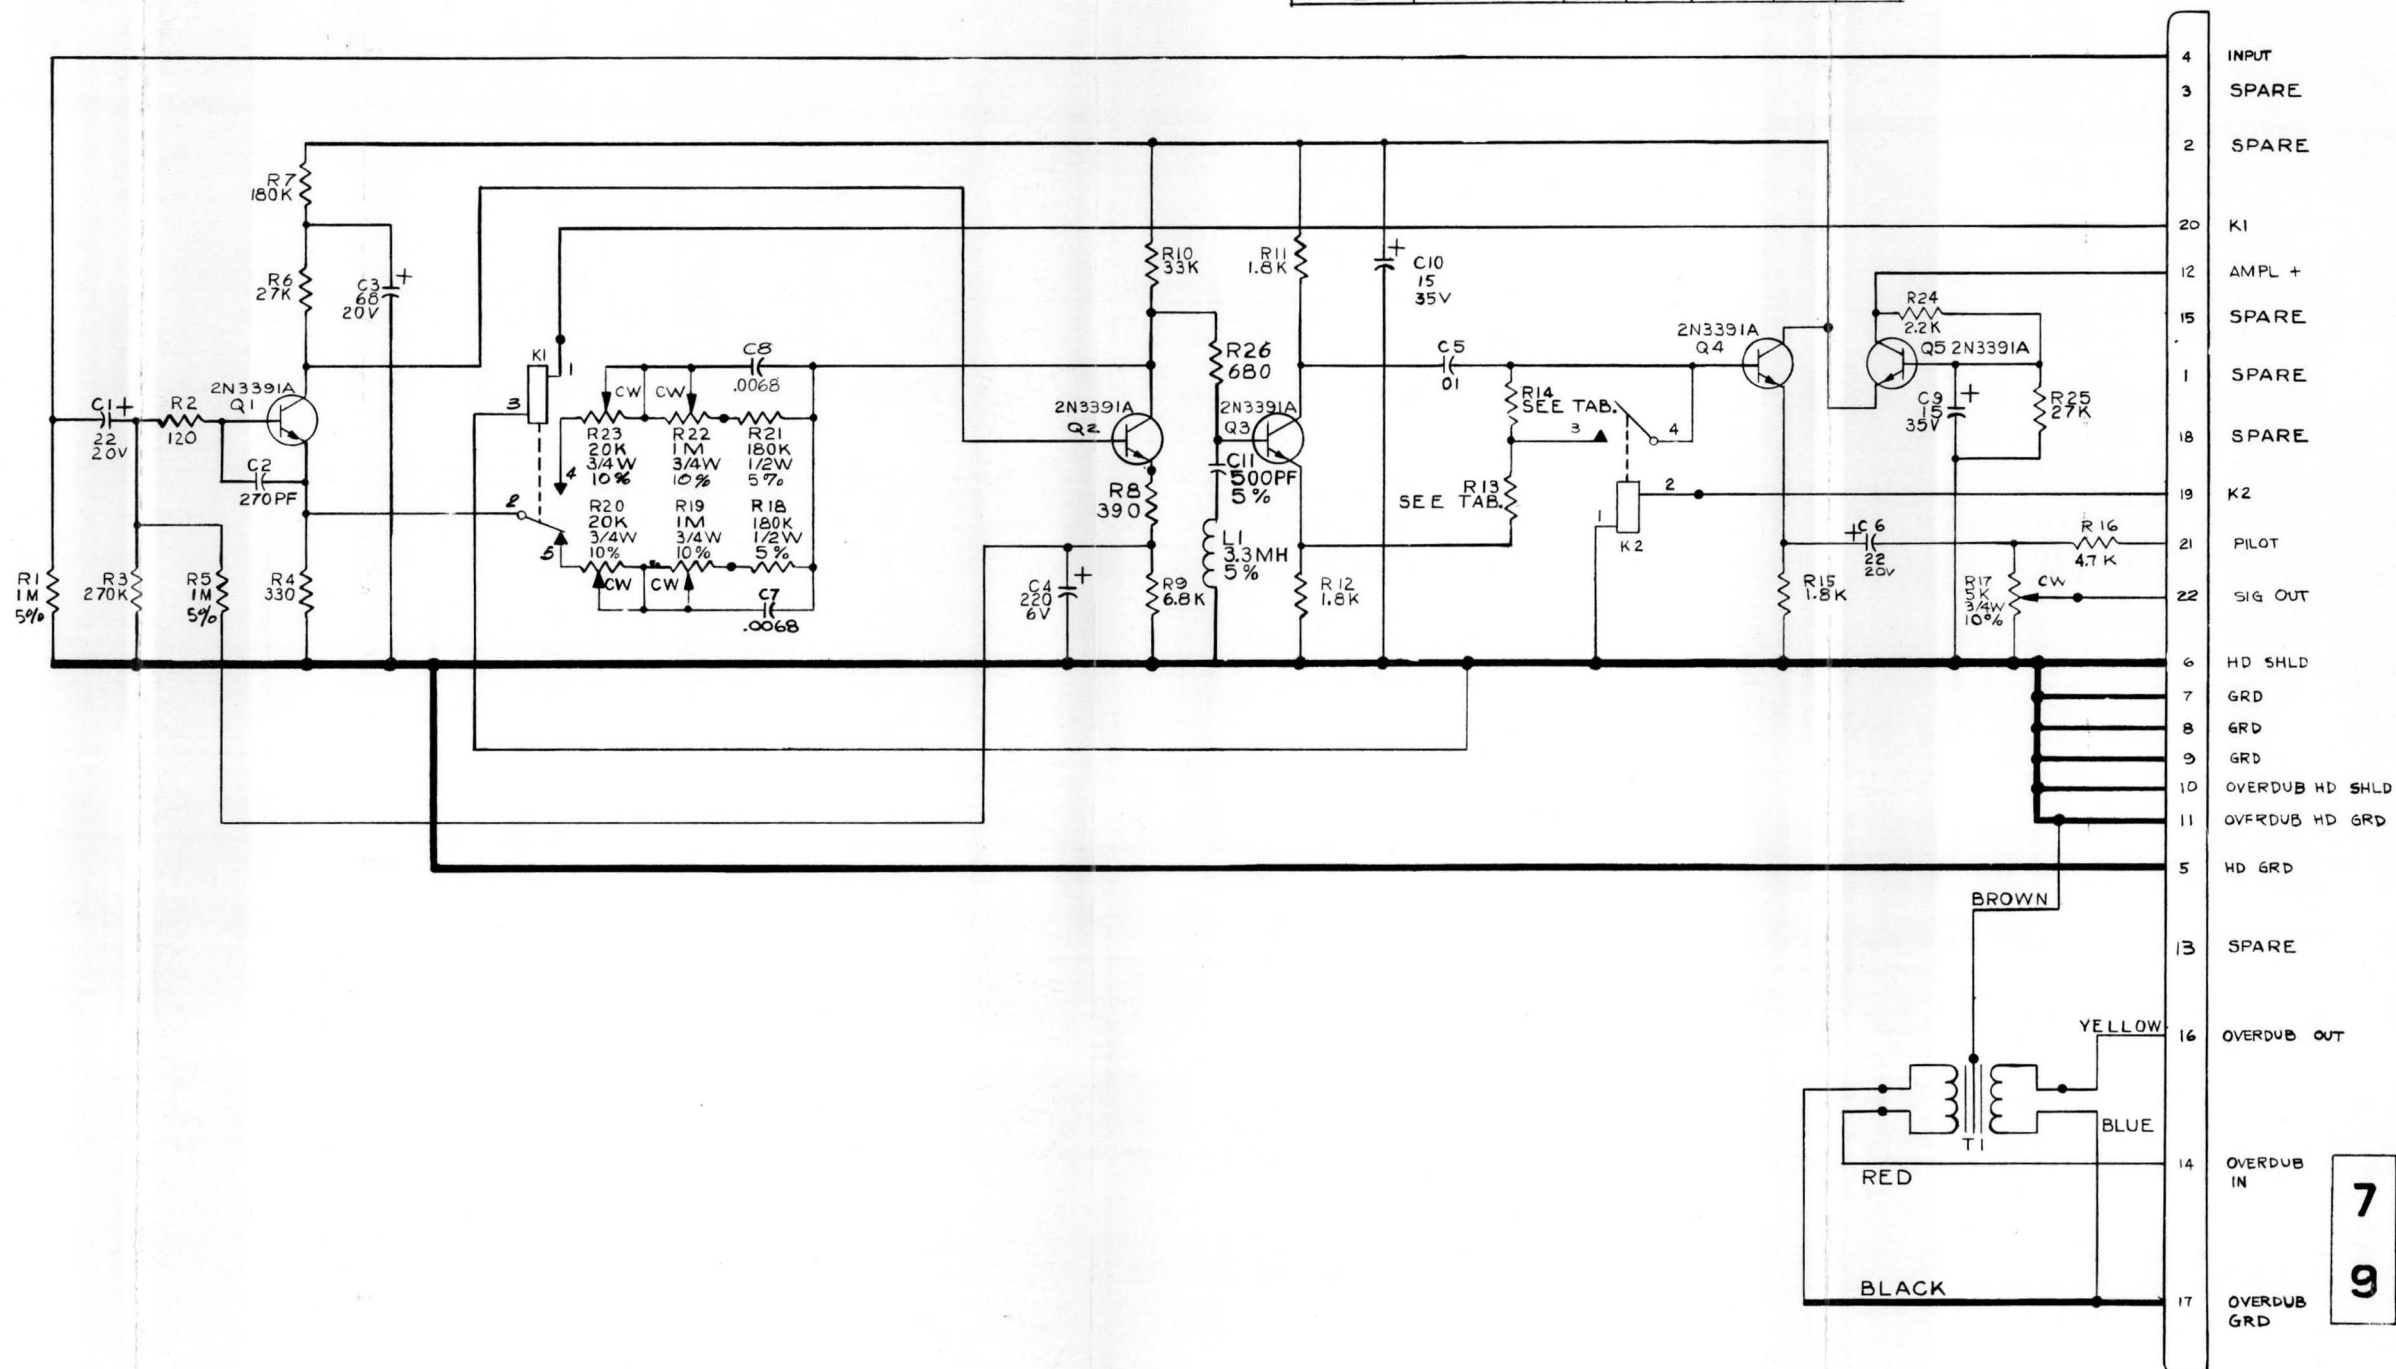 4 INPUT
3 SPARE
2 SPARE
20 K1
12 AMPL +
15 SPARE
1 SPARE
18 SPARE
19 K2
21 PILOT
22 SIG OUT
6 HD SHLD
7 GRD
8 GRD
9 GRD
10 OVERDUB HD SHLD
11 OVFRDUB HD GRD
5 HD GRD
13 SPARE
16 OVERDUB OUT
14 OVERDUB
IN
17 OVERDUB
GRD
R7
180K
R6
27K
C3
68
20V
+
2N3391A
Q1
C1 +
22
20V
R2
120
C2
270PF
R1
1M
5%
R3
270K
R5
1M
5%
R4
330
K1
1
3
4
2
5
C8
.0068
CW
CW
R23
20K
3/4W
10%
R22
1M
3/4W
10%
R21
180K
1/2W
5%
R20
20K
3/4W
10%
R19
1M
3/4W
10%
R18
180K
1/2W
5%
CW
CW
C7
.0068
R10
33K
R26
680
2N3391A
Q2
R8
390
C4
220
6V
+
R9
6.8K
C11
500PF
5%
L1
3.3MH
5%
R11
1.8K
2N3391A
Q3
R12
1.8K
C10
15
35V
+
C5
01
R14
SEE TAB.
3
4
R13
SEE TAB.
2
1
K2
2N3391A
Q4
R24
2.2K
Q5 2N3391A
C9
15
35V
+
R25
27K
+C6
22
20V
R16
4.7K
R15
1.8K
R17
5K
3/4W
10%
CW
BROWN
YELLOW
BLUE
T1
RED
BLACK
7
9